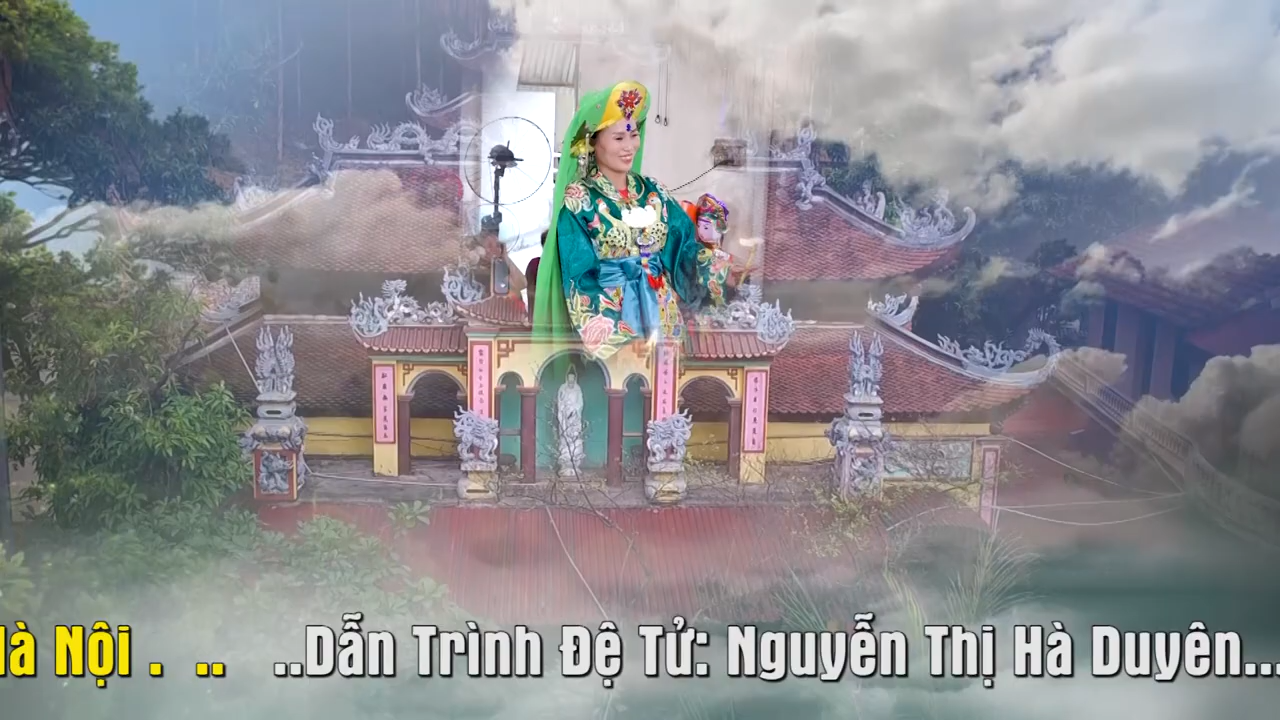 Nội . .. ..Dẫn Trình Đệ Tử: Nguyễn Thị Hà Duyên...